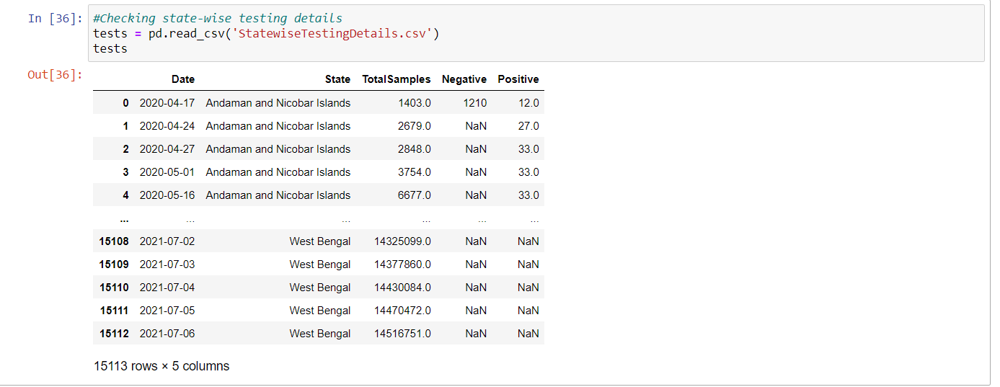 In [36]: #Checking state-wise testing details
tests = pd.read_csv('StatewiseTestingDetails.csv')
tests
Out[36]:
Date State TotalSamples Negative Positive
0 2020-04-17 Andaman and Nicobar Islands 1403.0 1210 12.0
1 2020-04-24 Andaman and Nicobar Islands 2679.0 NaN 27.0
2 2020-04-27 Andaman and Nicobar Islands 2848.0 NaN 33.0
3 2020-05-01 Andaman and Nicobar Islands 3754.0 NaN 33.0
4 2020-05-16 Andaman and Nicobar Islands 6677.0 NaN 33.0
... ... ... ... ... ...
15108 2021-07-02 West Bengal 14325099.0 NaN NaN
15109 2021-07-03 West Bengal 14377860.0 NaN NaN
15110 2021-07-04 West Bengal 14430084.0 NaN NaN
15111 2021-07-05 West Bengal 14470472.0 NaN NaN
15112 2021-07-06 West Bengal 14516751.0 NaN NaN
15113 rows × 5 columns